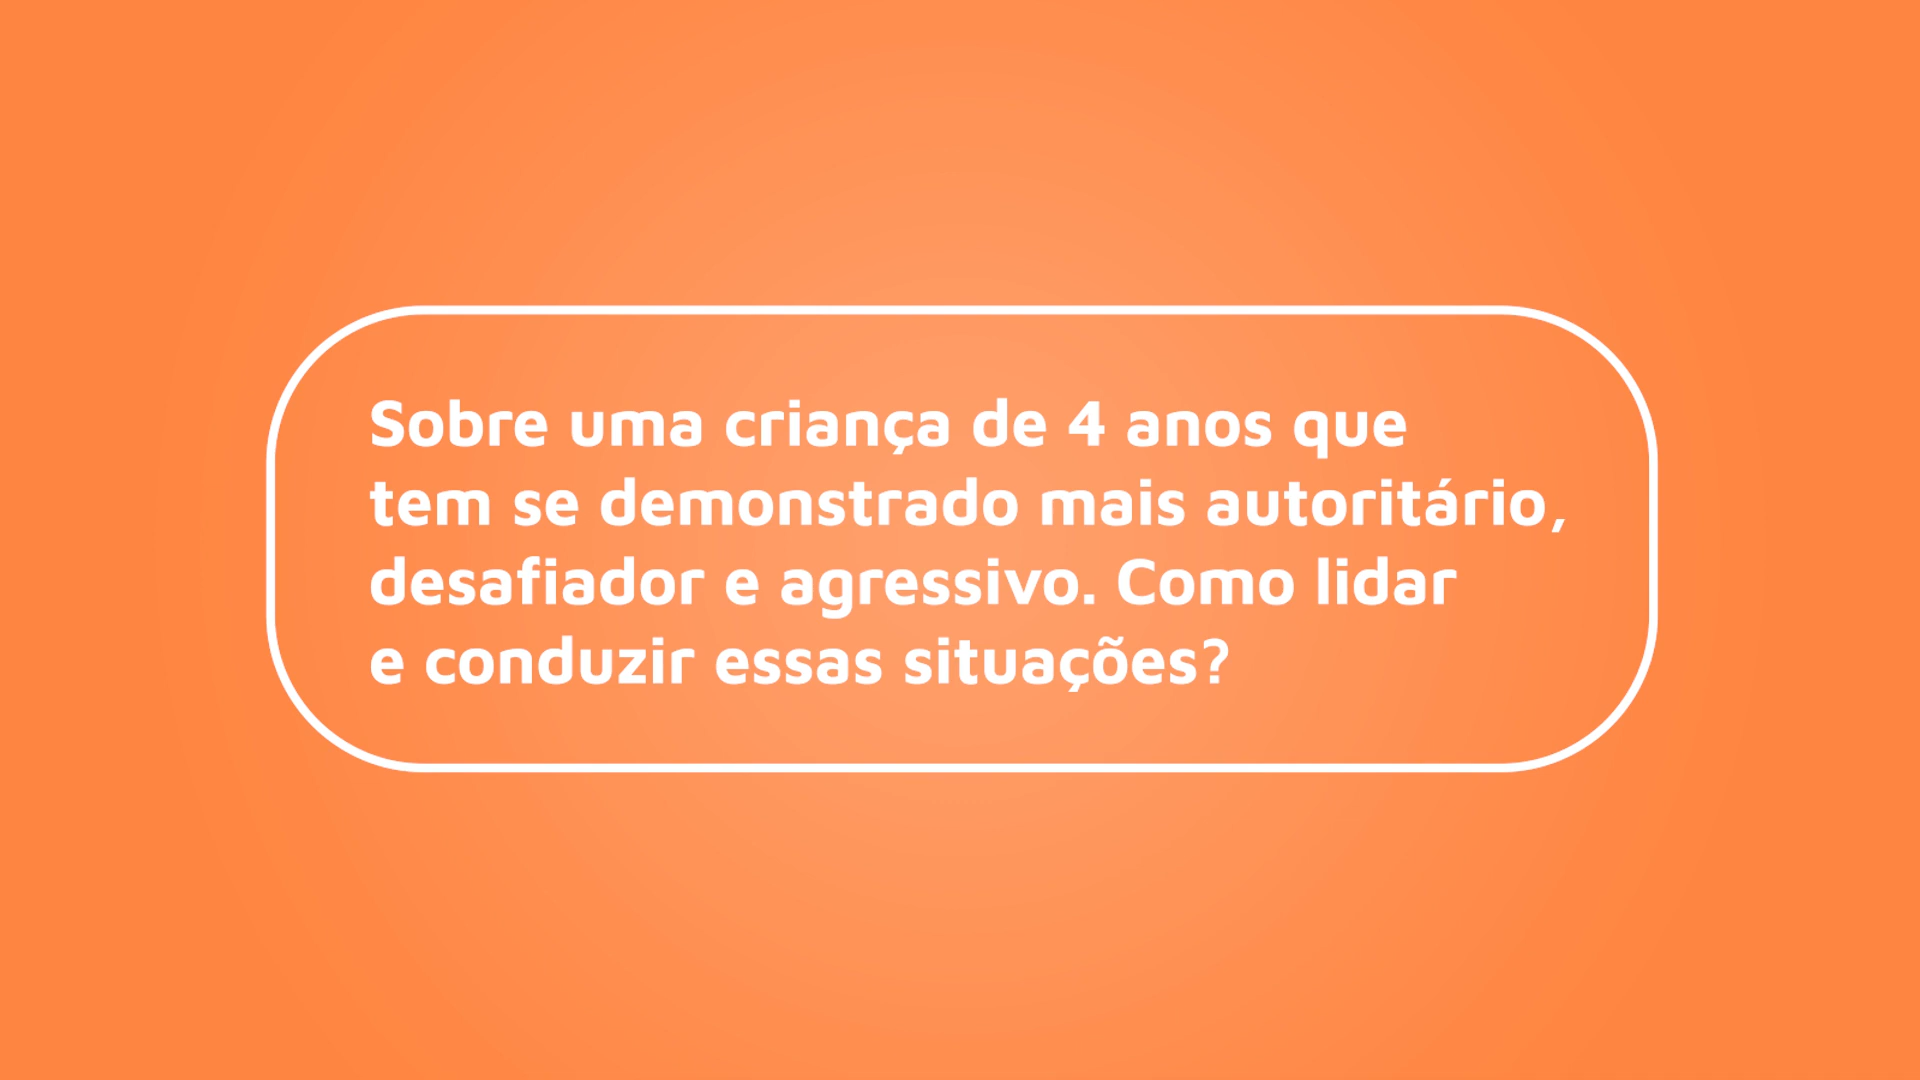 Sobre uma criança de 4 anos que
tem se demonstrado mais autoritário,
desafiador e agressivo. Como lidar
e conduzir essas situações?